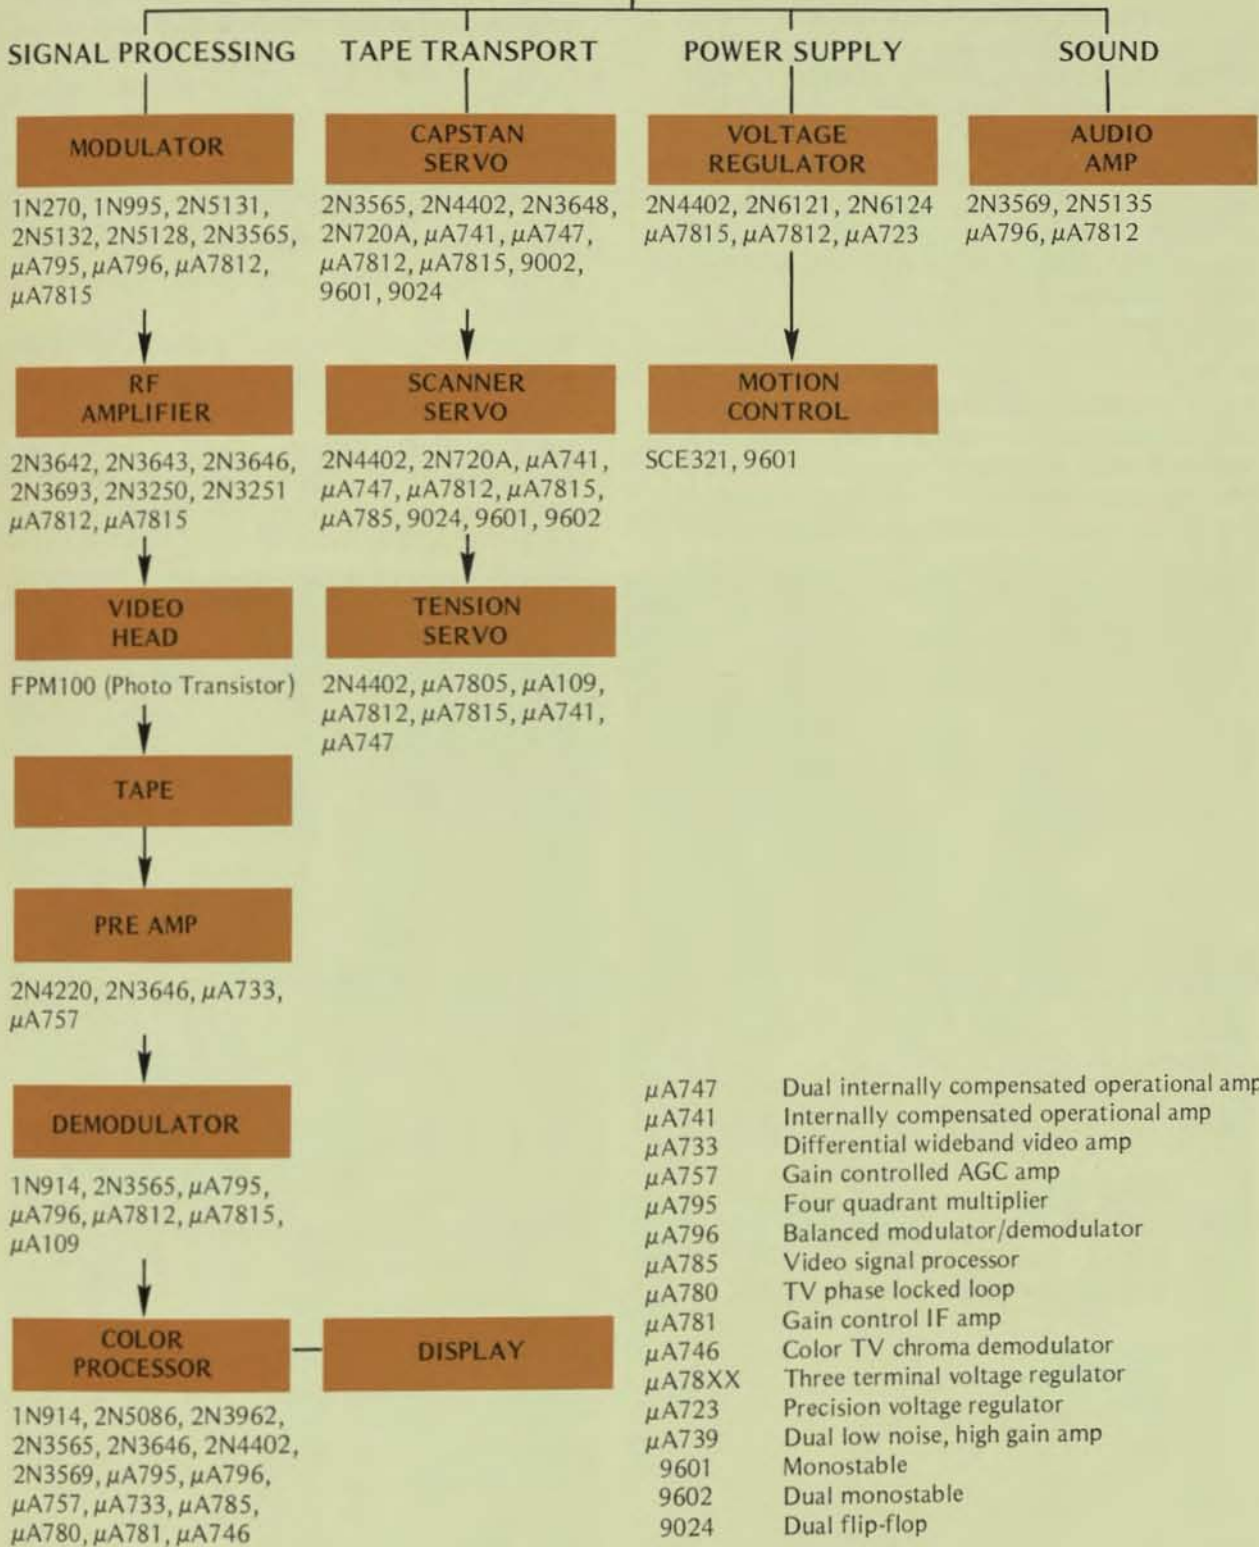 SIGNAL PROCESSING
TAPE TRANSPORT
POWER SUPPLY
SOUND
MODULATOR
1N270, 1N995, 2N5131,
2N5132, 2N5128, 2N3565,
μA795, μA796, μA7812,
μA7815
RF
AMPLIFIER
2N3642, 2N3643, 2N3646,
2N3693, 2N3250, 2N3251
μA7812, μA7815
VIDEO
HEAD
FPM100 (Photo Transistor)
TAPE
PRE AMP
2N4220, 2N3646, μA733,
μA757
DEMODULATOR
1N914, 2N3565, μA795,
μA796, μA7812, μA7815,
μA109
COLOR
PROCESSOR
1N914, 2N5086, 2N3962,
2N3565, 2N3646, 2N4402,
2N3569, μA795, μA796,
μA757, μA733, μA785,
μA780, μA781, μA746
DISPLAY
CAPSTAN
SERVO
2N3565, 2N4402, 2N3648,
2N720A, μA741, μA747,
μA7812, μA7815, 9002,
9601, 9024
SCANNER
SERVO
2N4402, 2N720A, μA741,
μA747, μA7812, μA7815,
μA785, 9024, 9601, 9602
TENSION
SERVO
2N4402, μA7805, μA109,
μA7812, μA7815, μA741,
μA747
VOLTAGE
REGULATOR
2N4402, 2N6121, 2N6124
μA7815, μA7812, μA723
MOTION
CONTROL
SCE321, 9601
AUDIO
AMP
2N3569, 2N5135
μA796, μA7812
μA747 Dual internally compensated operational amp
μA741 Internally compensated operational amp
μA733 Differential wideband video amp
μA757 Gain controlled AGC amp
μA795 Four quadrant multiplier
μA796 Balanced modulator/demodulator
μA785 Video signal processor
μA780 TV phase locked loop
μA781 Gain control IF amp
μA746 Color TV chroma demodulator
μA78XX Three terminal voltage regulator
μA723 Precision voltage regulator
μA739 Dual low noise, high gain amp
9601 Monostable
9602 Dual monostable
9024 Dual flip-flop